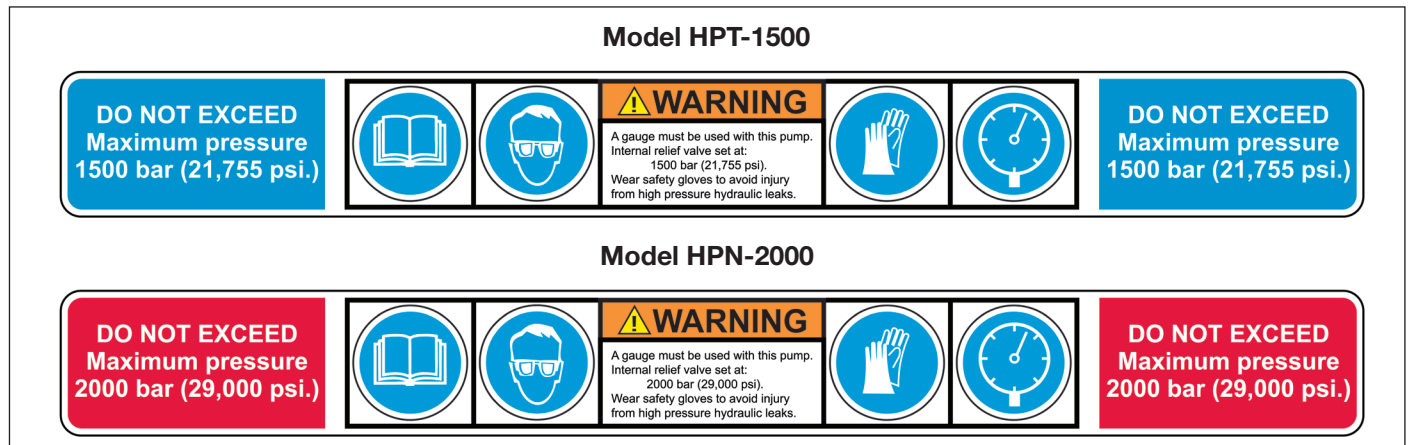 Model HPT-1500
DO NOT EXCEED
Maximum pressure
1500 bar (21,755 psi.)
WARNING
A gauge must be used with this pump.
Internal relief valve set at:
1500 bar (21,755 psi).
Wear safety gloves to avoid injury
from high pressure hydraulic leaks.
DO NOT EXCEED
Maximum pressure
1500 bar (21,755 psi.)
Model HPN-2000
DO NOT EXCEED
Maximum pressure
2000 bar (29,000 psi.)
WARNING
A gauge must be used with this pump.
Internal relief valve set at:
2000 bar (29,000 psi).
Wear safety gloves to avoid injury
from high pressure hydraulic leaks.
DO NOT EXCEED
Maximum pressure
2000 bar (29,000 psi.)